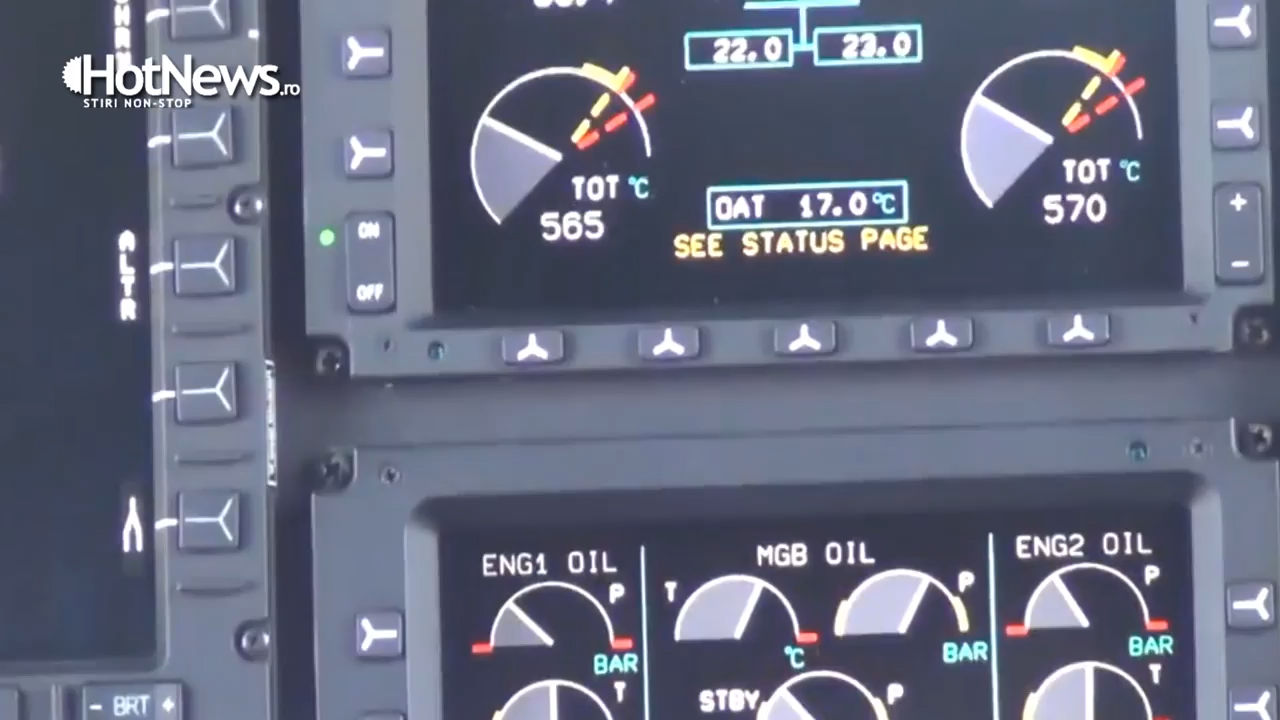 HotNews.ro
STIRI NON-STOP
22.0 23.0
TOT °C
565
TOT °C
570
OAT 17.0°C
SEE STATUS PAGE
ON
OFF
+
-
ALTR
ENG1 OIL
MGB OIL
ENG2 OIL
P
T
P
P
BAR
°C
BAR
BAR
T
STBY
P
T
- BRT +